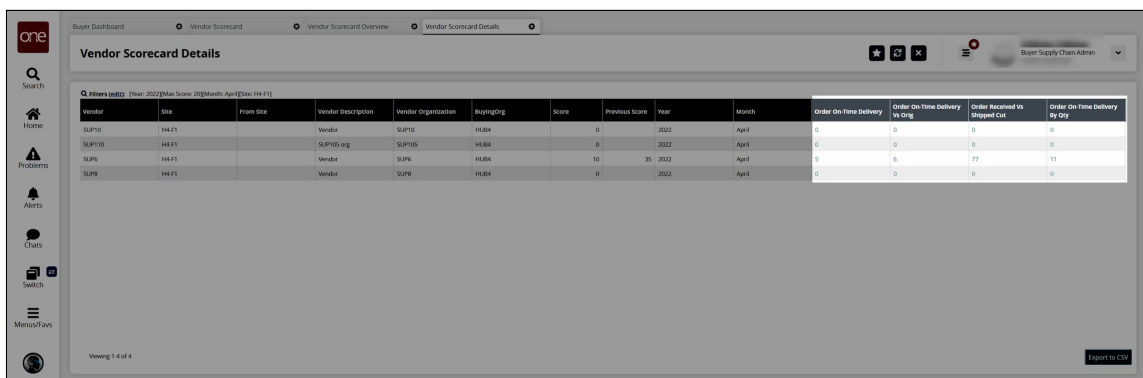 one
Buyer Dashboard Vendor Scorecard Vendor Scorecard Overview Vendor Scorecard Details
Vendor Scorecard Details
Buyer Supply Chain Admin
Search
Home
Problems
Alerts
Chats
Switch
Menus/Favs
Filters (edit): [Year: 2022][Max Score: 20][Month: April][Site: H4-F1]
Vendor Site From Site Vendor Description Vendor Organization BuyingOrg Score Previous Score Year Month Order On-Time Delivery Order On-Time Delivery Vs Orig Order Received Vs Shipped Cut Order On-Time Delivery By Qty
SUP10 H4-F1 Vendor SUP10 HUB4 0 2022 April 0 0 0 0
SUP110 H4-F1 SUP105 org SUP105 HUB4 0 2022 April 0 0 0 0
SUP6 H4-F1 Vendor SUP6 HUB4 10 35 2022 April 5 6 77 11
SUP8 H4-F1 Vendor SUP8 HUB4 0 2022 April 0 0 0 0
Viewing 1-4 of 4
Export to CSV